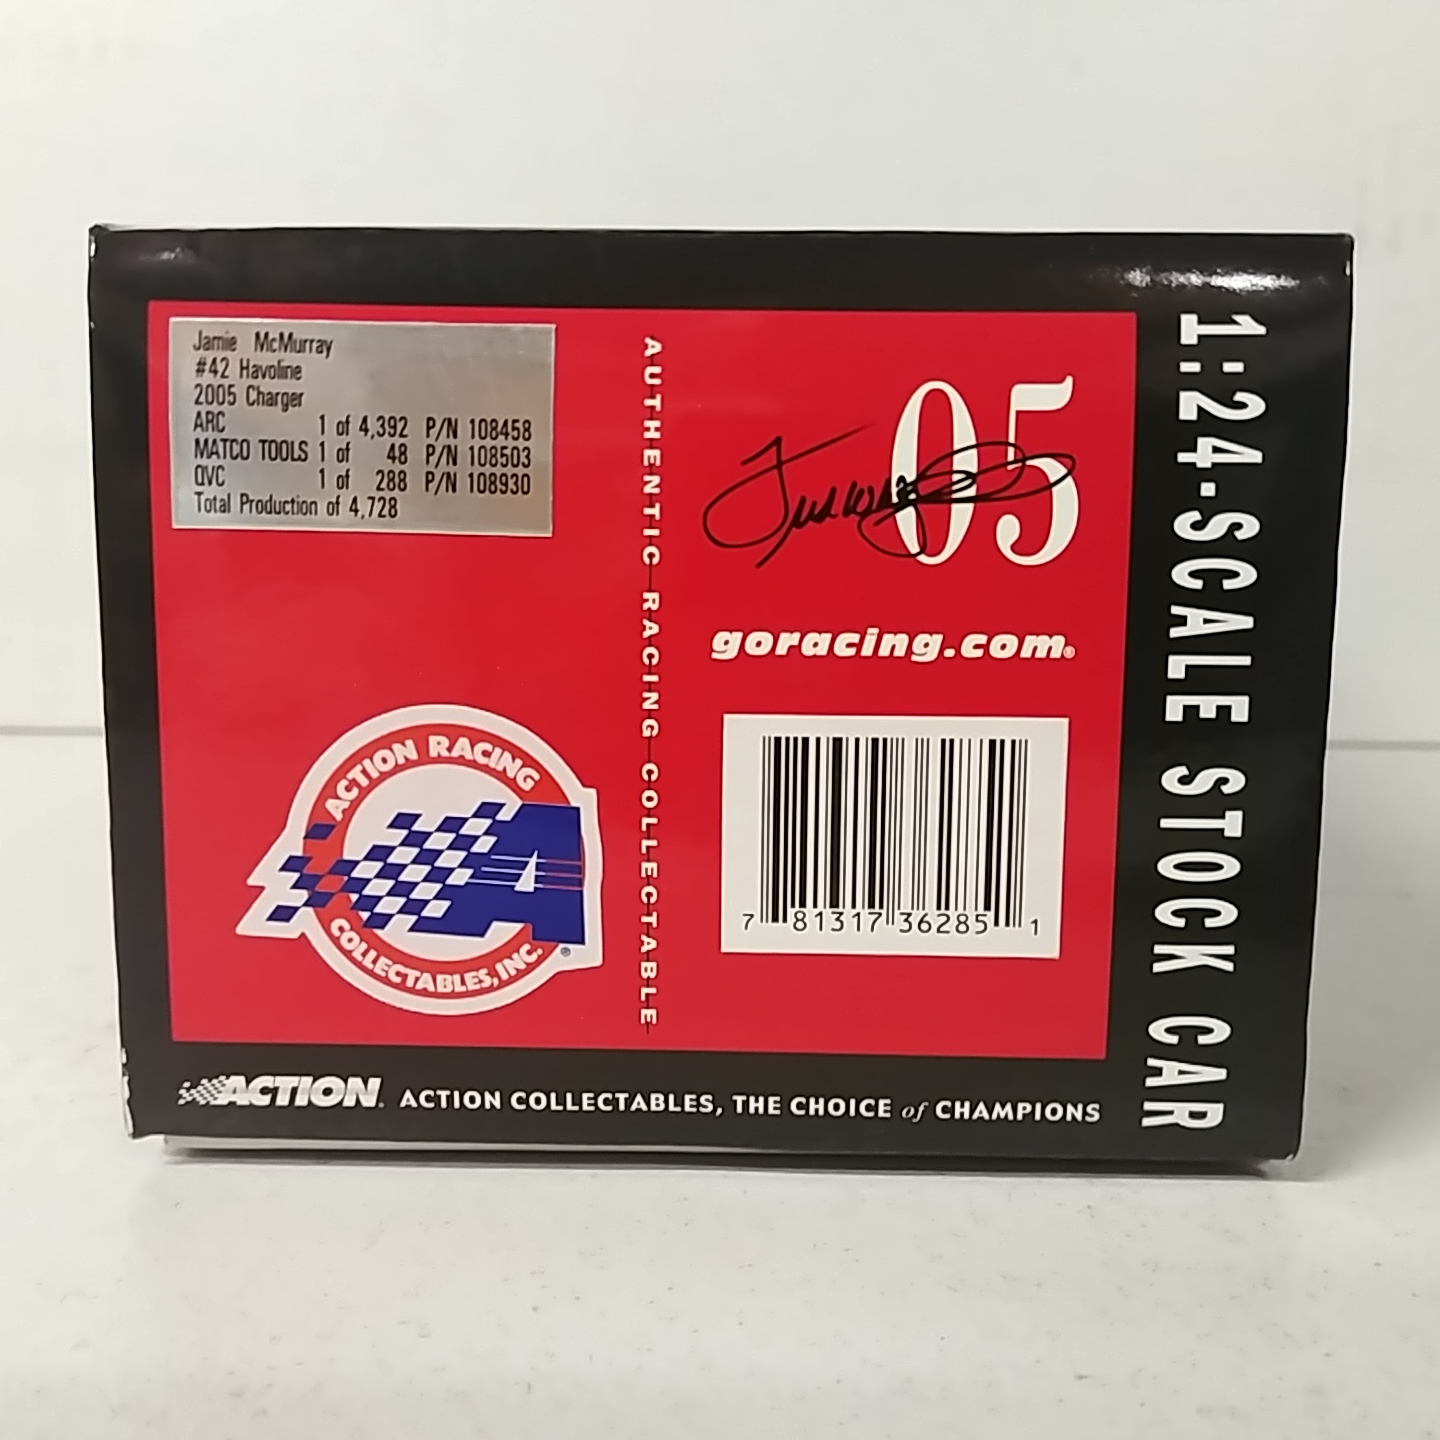 Jamie McMurray
#42 Havoline
2005 Charger
ARC 1 of 4,392 P/N 108458
MATCO TOOLS 1 of 48 P/N 108503
QVC 1 of 288 P/N 108930
Total Production of 4,728
AUTHENTIC RACING COLLECTABLE
05
goracing.com®
7 81317 36285 1
ACTION RACING
COLLECTABLES, INC.
®
1:24-SCALE STOCK CAR
ACTION. ACTION COLLECTABLES, THE CHOICE of CHAMPIONS